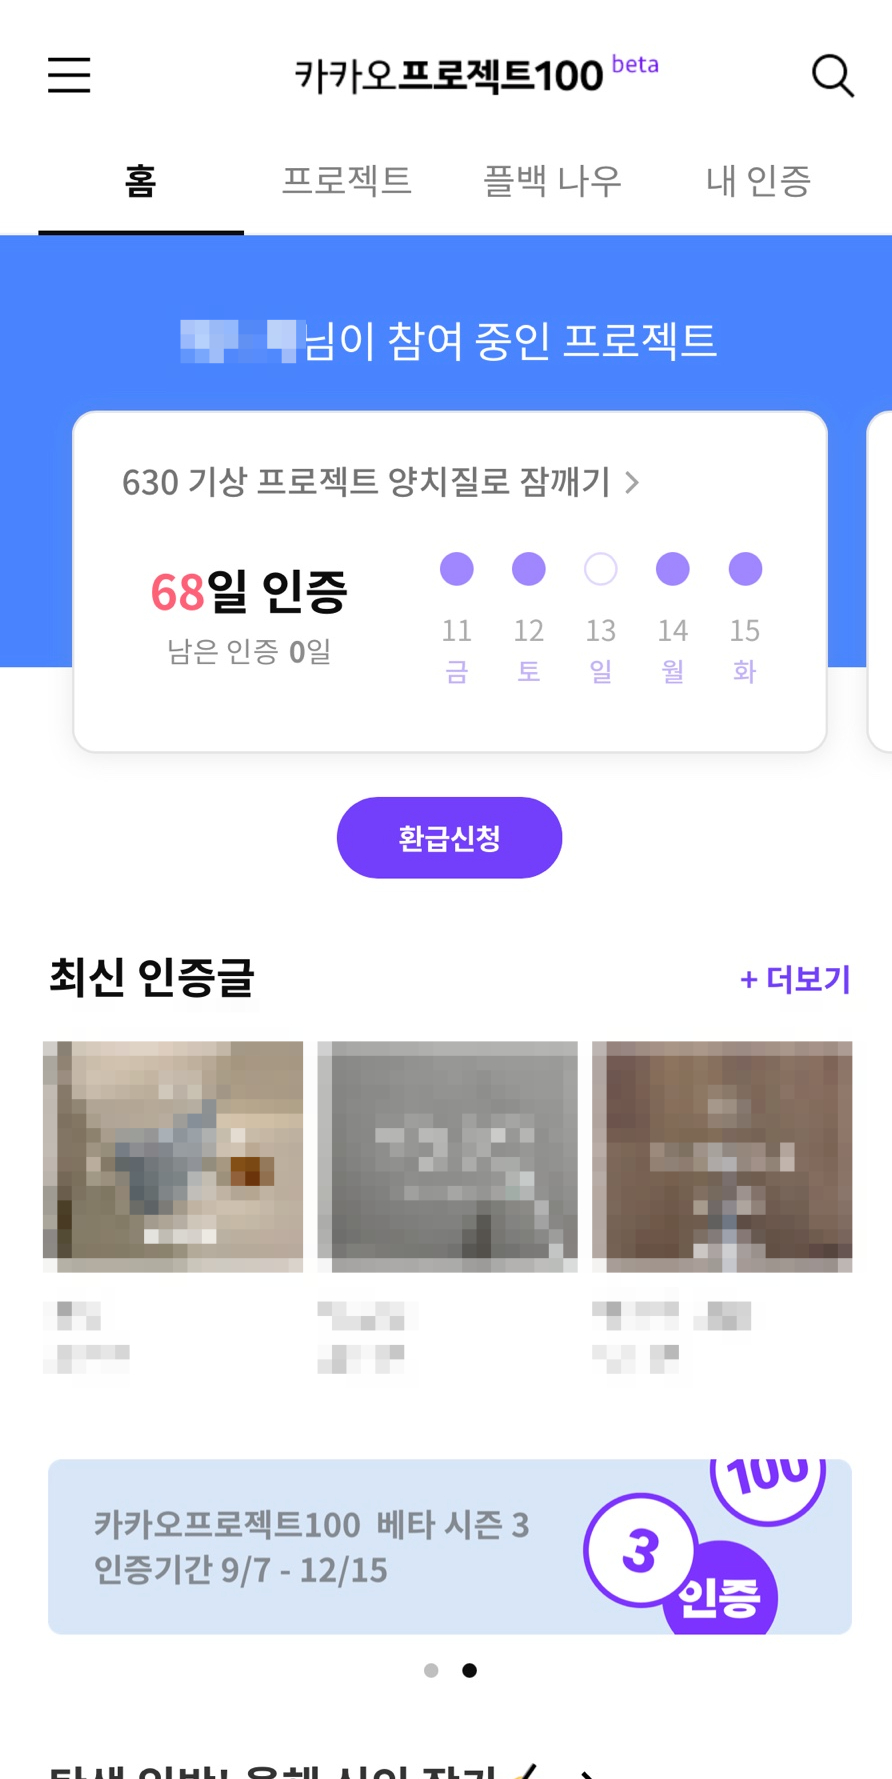 카카오프로젝트100 beta
홈 프로젝트 플백 나우 내 인증
님이 참여 중인 프로젝트
630 기상 프로젝트 양치질로 잠깨기 >
68일 인증
남은 인증 0일
11 12 13 14 15
금 토 일 월 화
환급신청
최신 인증글 + 더보기
카카오프로젝트100 베타 시즌 3
인증기간 9/7 - 12/15
100
3
인증